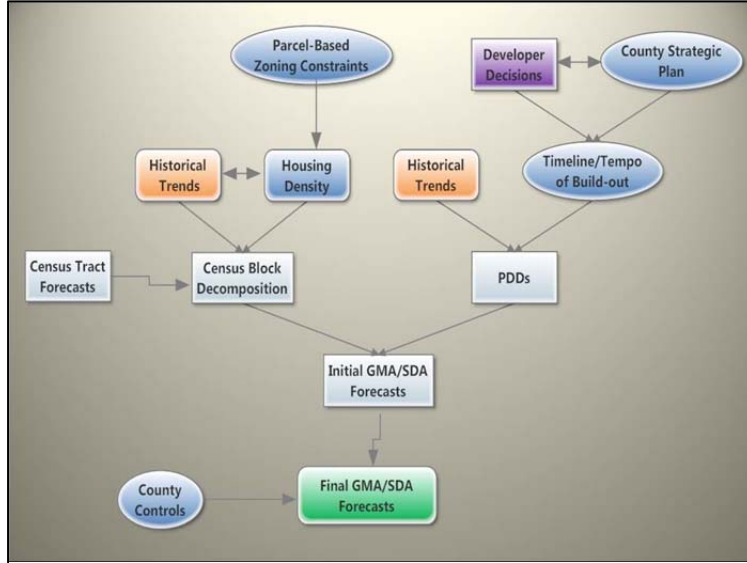 Parcel-Based
Zoning Constraints
Developer
Decisions
County Strategic
Plan
Historical
Trends
Housing
Density
Historical
Trends
Timeline/Tempo
of Build-out
Census Tract
Forecasts
Census Block
Decomposition
PDDs
Initial GMA/SDA
Forecasts
County
Controls
Final GMA/SDA
Forecasts